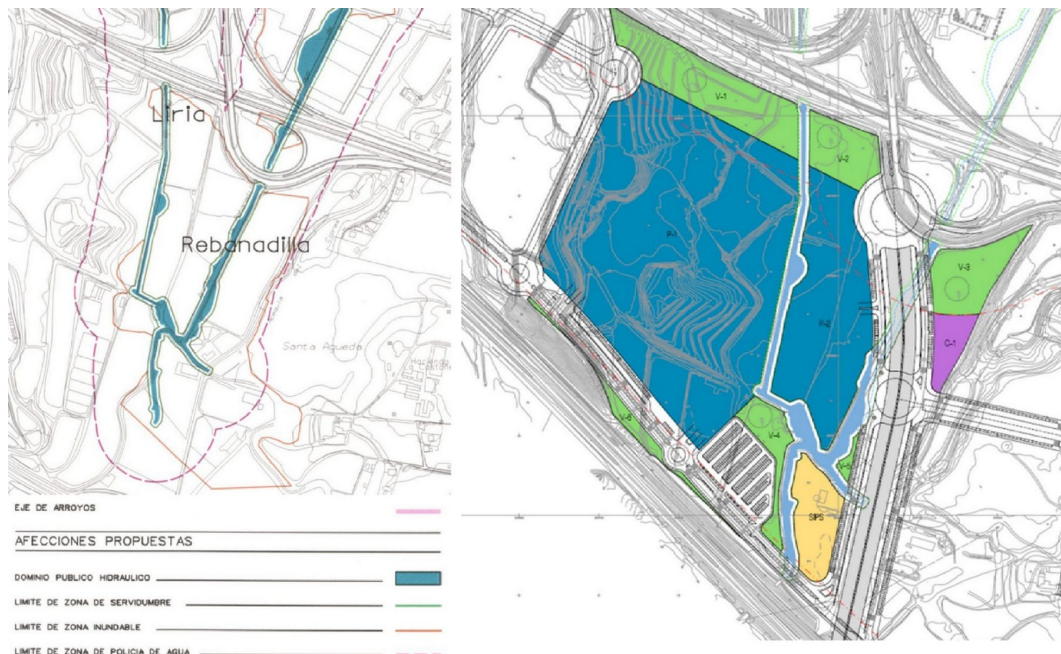 Liria
Rebanadilla
Santa Agueda
EJE DE ARROYOS
AFECCIONES PROPUESTAS
DOMINIO PUBLICO HIDRAULICO
LIMITE DE ZONA DE SERVIDUMBRE
LIMITE DE ZONA INUNDABLE
LIMITE DE ZONA DE POLICIA DE AGUA
V-1
V-2
P-1
V-3
P-2
C-1
V-6
V-4
V-5
SIPS